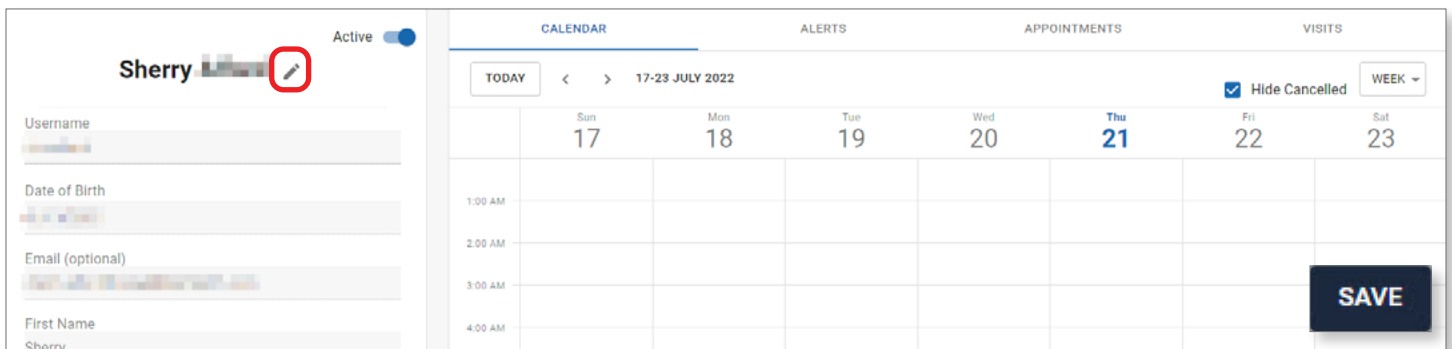 Active
Sherry
Username
Date of Birth
Email (optional)
First Name
Sherry
CALENDAR ALERTS APPOINTMENTS VISITS
TODAY < > 17-23 JULY 2022 Hide Cancelled WEEK
Sun Mon Tue Wed Thu Fri Sat
17 18 19 20 21 22 23
1:00 AM
2:00 AM
3:00 AM
4:00 AM
SAVE